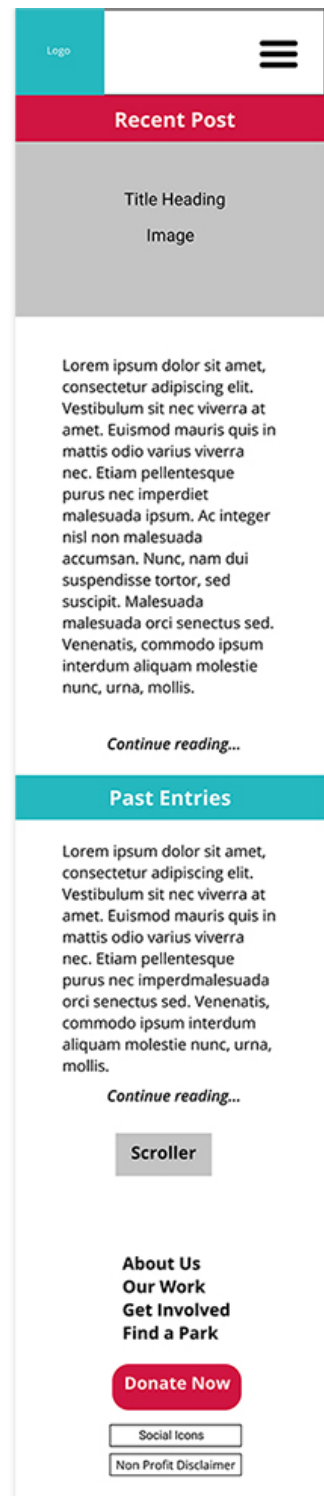 Logo
Recent Post
Title Heading
Image
Lorem ipsum dolor sit amet,
consectetur adipiscing elit.
Vestibulum sit nec viverra at
amet. Euismod mauris quis in
mattis odio varius viverra
nec. Etiam pellentesque
purus nec imperdiet
malesuada ipsum. Ac integer
nisl non malesuada
accumsan. Nunc, nam dui
suspendisse tortor, sed
suscipit. Malesuada
malesuada orci senectus sed.
Venenatis, commodo ipsum
interdum aliquam molestie
nunc, urna, mollis.
Continue reading...
Past Entries
Lorem ipsum dolor sit amet,
consectetur adipiscing elit.
Vestibulum sit nec viverra at
amet. Euismod mauris quis in
mattis odio varius viverra
nec. Etiam pellentesque
purus nec imperdmalesuada
orci senectus sed. Venenatis,
commodo ipsum interdum
aliquam molestie nunc, urna,
mollis.
Continue reading...
Scroller
About Us
Our Work
Get Involved
Find a Park
Donate Now
Social Icons
Non Profit Disclaimer